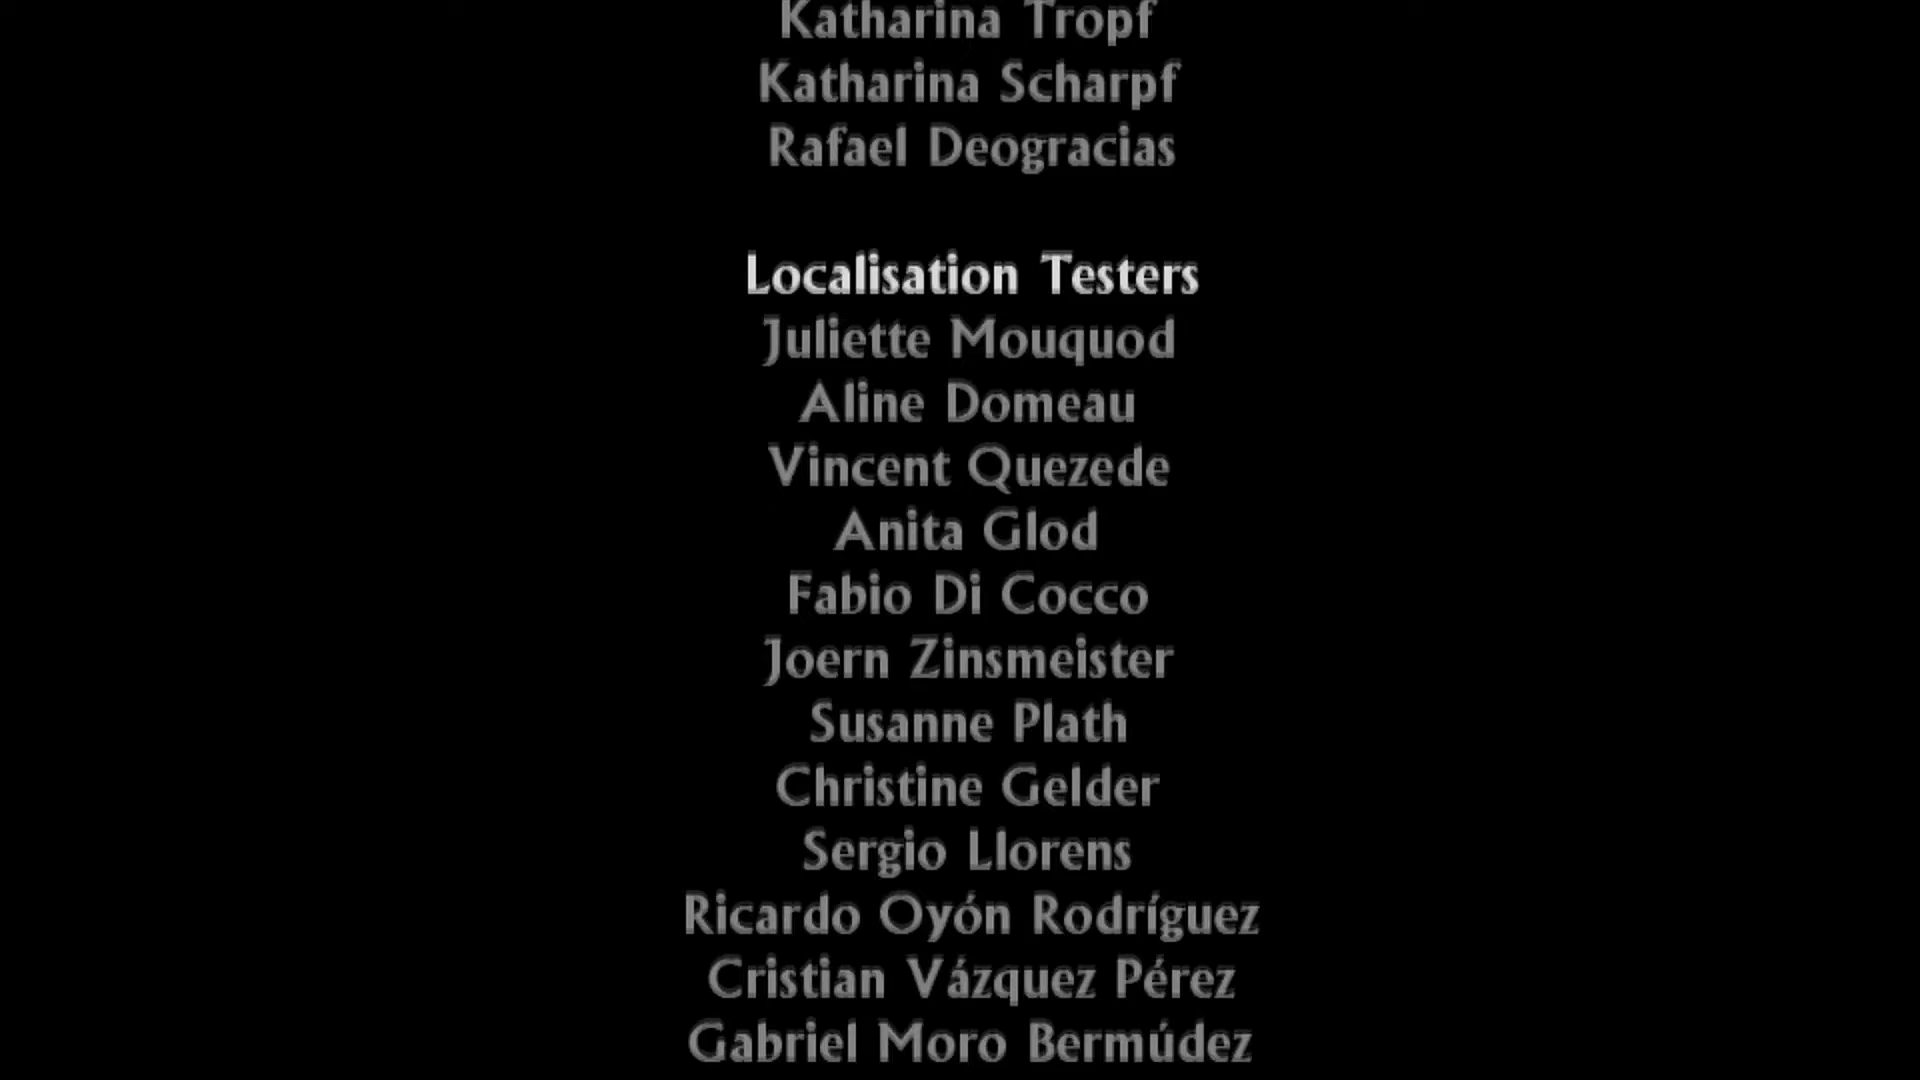 Katharina Tropf
Katharina Scharpf
Rafael Deogracias
Localisation Testers
Juliette Mouquod
Aline Domeau
Vincent Quezede
Anita Glod
Fabio Di Cocco
Joern Zinsmeister
Susanne Plath
Christine Gelder
Sergio Llorens
Ricardo Oyón Rodríguez
Cristian Vázquez Pérez
Gabriel Moro Bermúdez